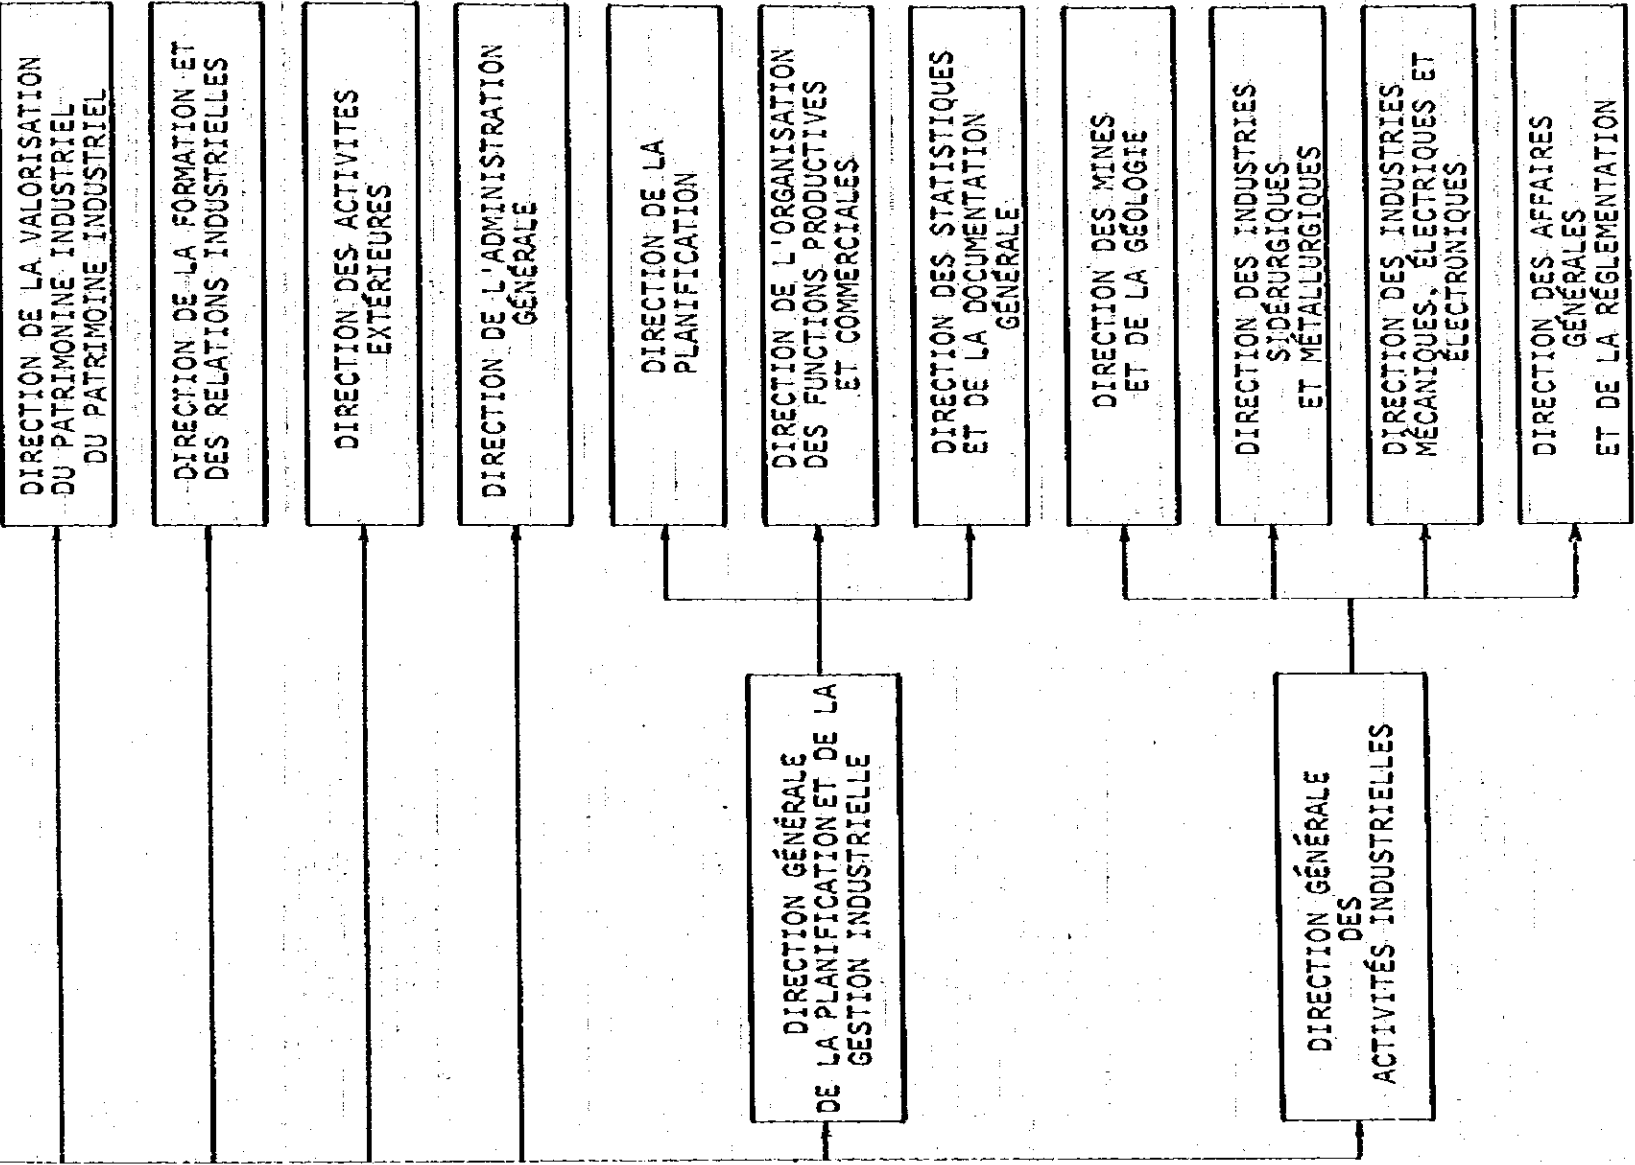 DIRECTION DE LA VALORISATION
DU PATRIMONINE INDUSTRIEL
DU PATRIMOINE INDUSTRIEL
DIRECTION DE LA FORMATION ET
DES RELATIONS INDUSTRIELLES
DIRECTION DES ACTIVITES
EXTÉRIEURES
DIRECTION DE L'ADMINISTRATION
GÉNÉRALE
DIRECTION DE LA
PLANIFICATION
DIRECTION DE L'ORGANISATION
DES FUNCTIONS PRODUCTIVES
ET COMMERCIALES
DIRECTION DES STATISTIQUES
ET DE LA DOCUMENTATION
GÉNÉRALE
DIRECTION DES MINES
ET DE LA GÉOLOGIE
DIRECTION DES INDUSTRIES
SIDÉRURGIQUES
ET MÉTALLURGIQUES
DIRECTION DES INDUSTRIES
MÉCANIQUES, ÉLECTRIQUES ET
ÉLECTRONIQUES
DIRECTION DES AFFAIRES
GÉNÉRALES
ET DE LA RÉGLEMENTATION
DIRECTION GÉNÉRALE
DE LA PLANIFICATION ET DE LA
GESTION INDUSTRIELLE
DIRECTION GÉNÉRALE
DES
ACTIVITÉS INDUSTRIELLES